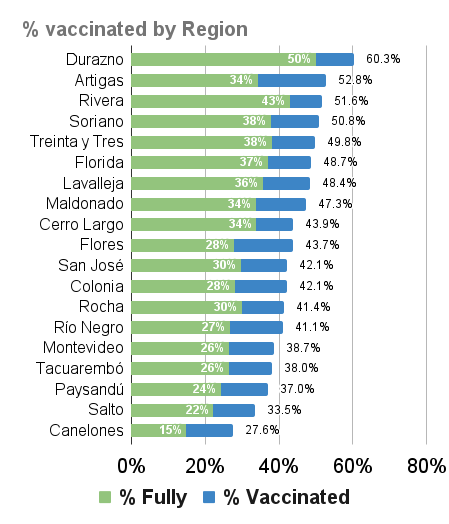 % vaccinated by Region
Durazno 50% 60.3%
Artigas 34% 52.8%
Rivera 43% 51.6%
Soriano 38% 50.8%
Treinta y Tres 38% 49.8%
Florida 37% 48.7%
Lavalleja 36% 48.4%
Maldonado 34% 47.3%
Cerro Largo 34% 43.9%
Flores 28% 43.7%
San José 30% 42.1%
Colonia 28% 42.1%
Rocha 30% 41.4%
Río Negro 27% 41.1%
Montevideo 26% 38.7%
Tacuarembó 26% 38.0%
Paysandú 24% 37.0%
Salto 22% 33.5%
Canelones 15% 27.6%
0% 20% 40% 60% 80%
% Fully % Vaccinated